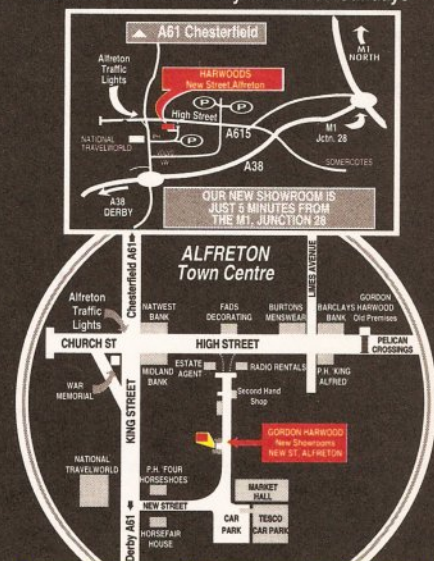 A61 Chesterfield
M1
NORTH
Alfreton
Traffic
Lights
HARWOODS
New Street, Alfreton
P
P
P
High Street
A615
NATIONAL
TRAVELWORLD
M1
Jctn. 28
A38
SOMERCOTES
A38
DERBY
OUR NEW SHOWROOM IS
JUST 5 MINUTES FROM
THE M1, JUNCTION 28
ALFRETON
Town Centre
Chesterfield A61
LIMES AVENUE
Alfreton
Traffic
Lights
NATWEST
BANK
FADS
DECORATING
BURTONS
MENSWEAR
BARCLAYS
BANK
GORDON
HARWOOD
Old Premises
CHURCH ST
HIGH STREET
PELICAN
CROSSINGS
WAR
MEMORIAL
KING STREET
MIDLAND
BANK
ESTATE
AGENT
RADIO RENTALS
P.H. 'KING
ALFRED'
Second Hand
Shop
GORDON HARWOOD
New Showrooms
NEW ST. ALFRETON
NATIONAL
TRAVELWORLD
P.H. 'FOUR
HORSESHOES'
MARKET
HALL
NEW STREET
HORSEFAIR
HOUSE
CAR
PARK
TESCO
CAR PARK
Derby A61